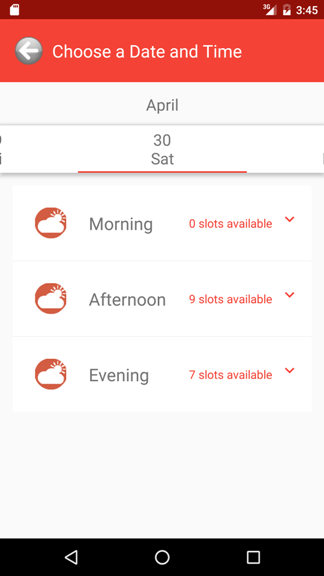 3G
3:45
Choose a Date and Time
April
30
Sat
Morning
0 slots available
Afternoon
9 slots available
Evening
7 slots available